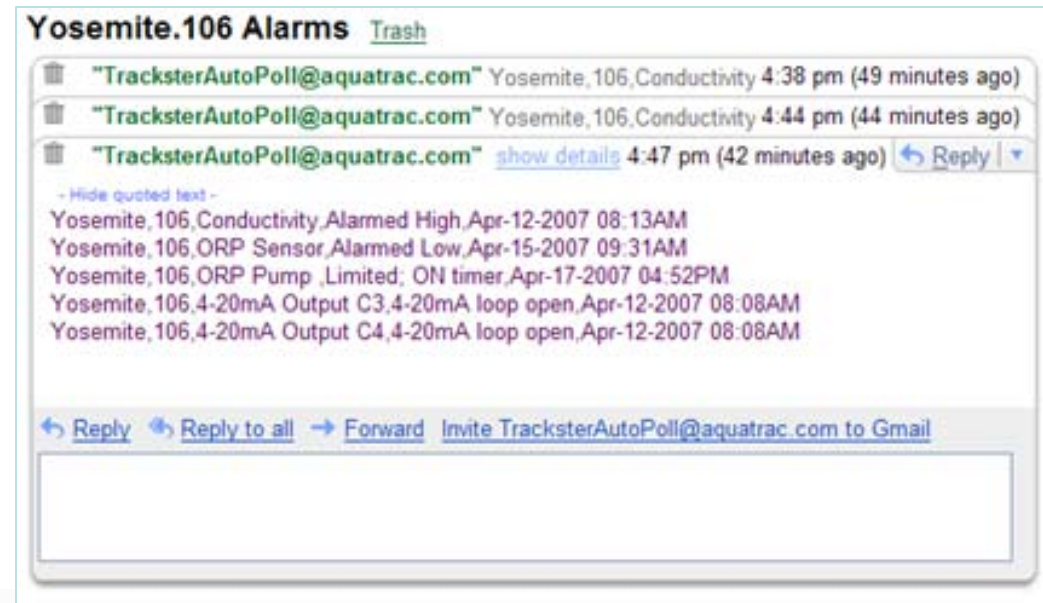 Yosemite.106 Alarms Trash
"TracksterAutoPoll@aquatrac.com" Yosemite,106,Conductivity 4:38 pm (49 minutes ago)
"TracksterAutoPoll@aquatrac.com" Yosemite,106,Conductivity 4:44 pm (44 minutes ago)
"TracksterAutoPoll@aquatrac.com" show details 4:47 pm (42 minutes ago) Reply
- Hide quoted text -
Yosemite,106,Conductivity,Alarmed High,Apr-12-2007 08:13AM
Yosemite,106,ORP Sensor,Alarmed Low,Apr-15-2007 09:31AM
Yosemite,106,ORP Pump ,Limited; ON timer,Apr-17-2007 04:52PM
Yosemite,106,4-20mA Output C3,4-20mA loop open,Apr-12-2007 08:08AM
Yosemite,106,4-20mA Output C4,4-20mA loop open,Apr-12-2007 08:08AM
Reply Reply to all Forward Invite TracksterAutoPoll@aquatrac.com to Gmail